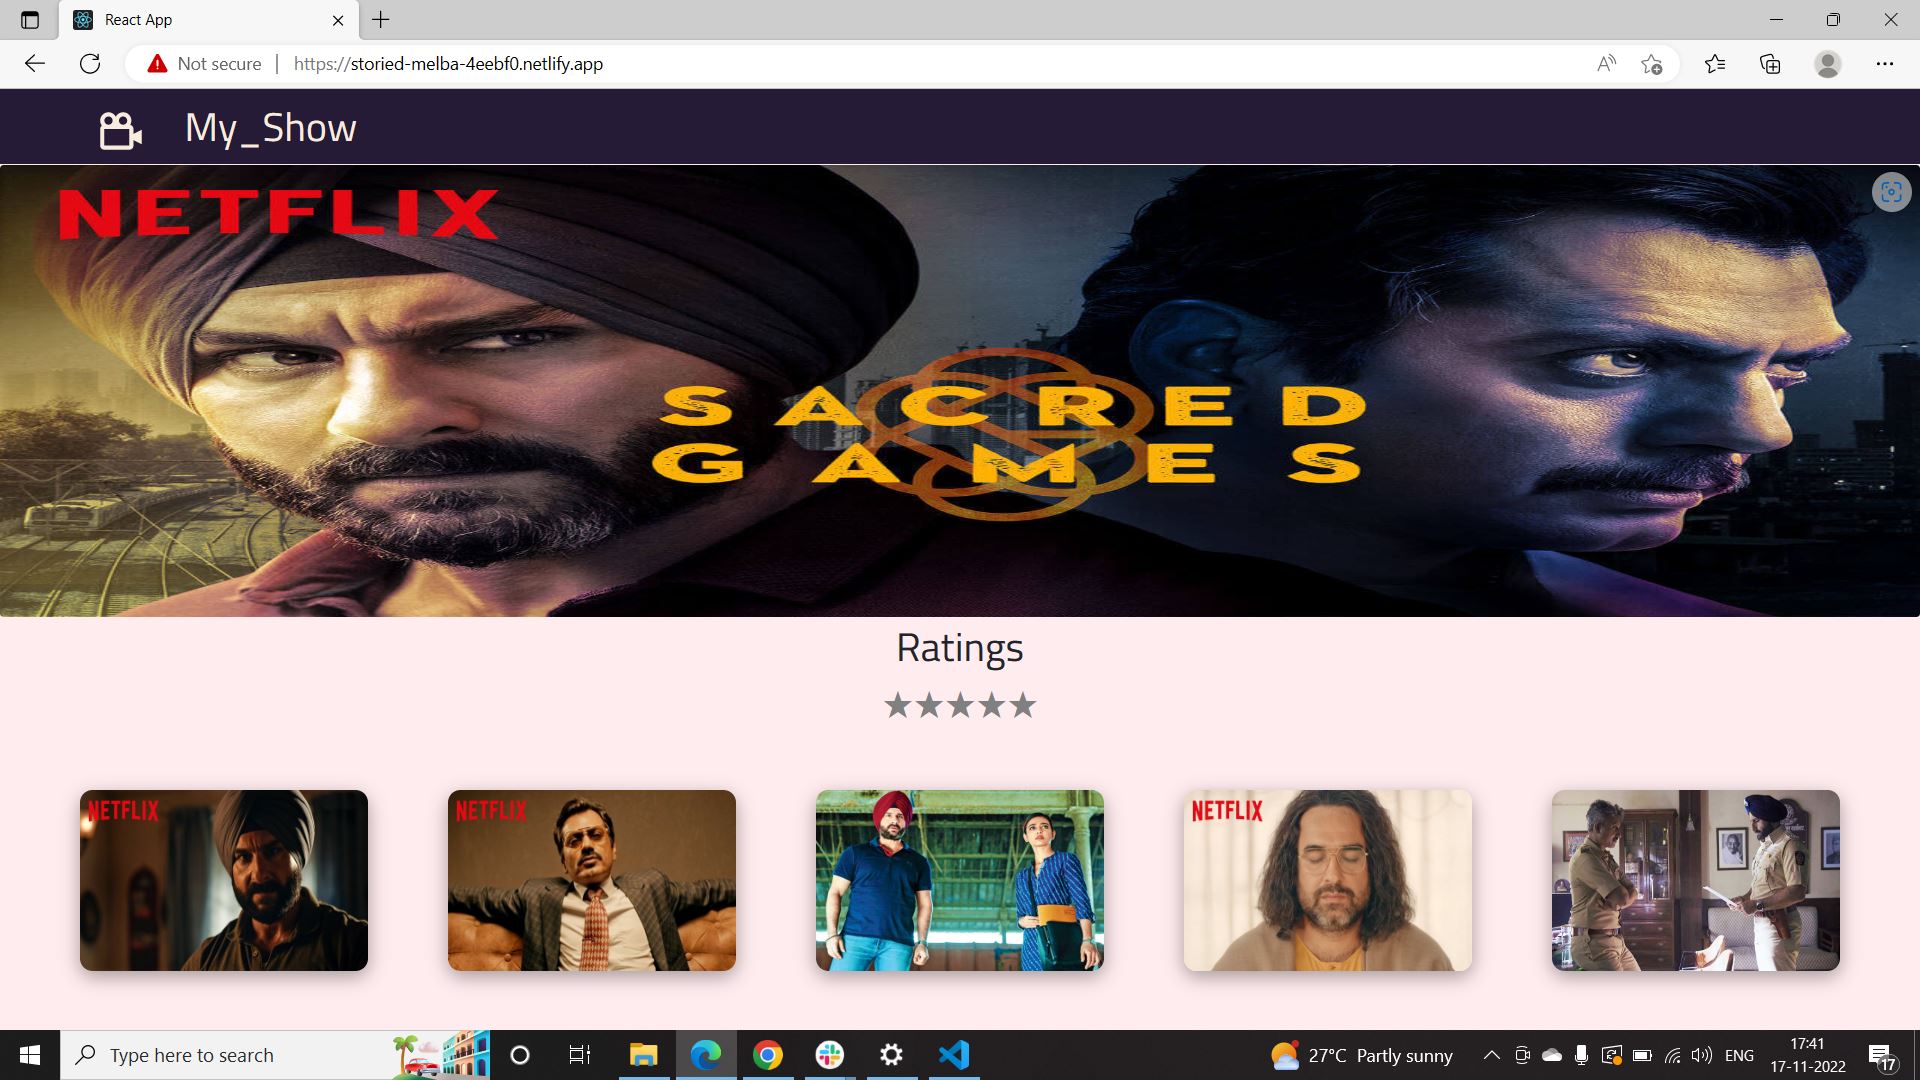 React App
Not secure
https://storied-melba-4eebf0.netlify.app
My_Show
NETFLIX
SACRED
GAMES
Ratings
NETFLIX
NETFLIX
NETFLIX
Type here to search
27°C Partly sunny
ENG
17:41
17-11-2022
17